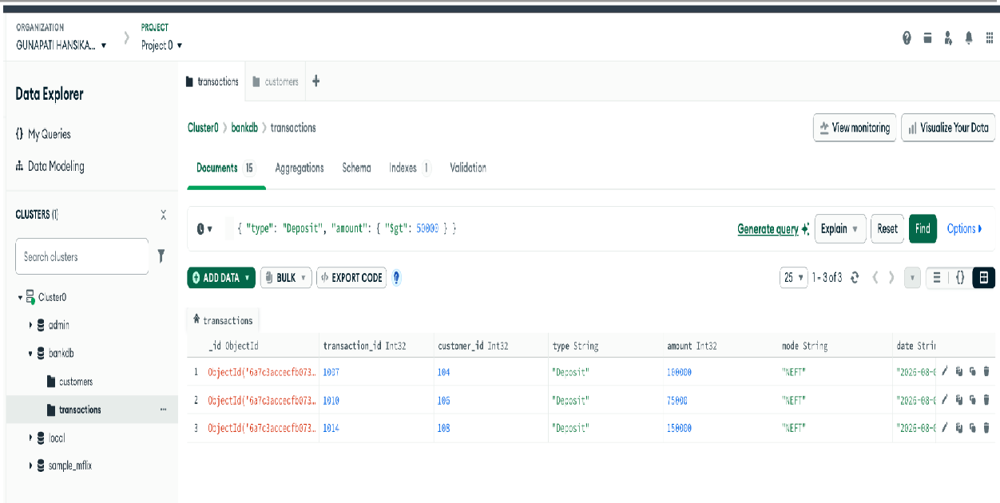 ORGANIZATION
GUNAPATI HANSIKA...
PROJECT
Project 0
Data Explorer
My Queries
Data Modeling
CLUSTERS (1)
Search clusters
Cluster0
admin
bankdb
customers
transactions
local
sample_mflix
transactions
customers
Cluster0 > bankdb > transactions
View monitoring
Visualize Your Data
Documents 15
Aggregations
Schema
Indexes 1
Validation
{ "type": "Deposit", "amount": { "$gt": 50000 } }
Generate query
Explain
Reset
Find
Options
ADD DATA
BULK
EXPORT CODE
25
1 - 3 of 3
{}
transactions
_id ObjectId transaction_id Int32 customer_id Int32 type String amount Int32 mode String date Strin
1 ObjectId('6a7c3accecfb073... 1007 104 "Deposit" 100000 "NEFT" "2026-08-0
2 ObjectId('6a7c3accecfb073... 1010 106 "Deposit" 75000 "NEFT" "2026-08-0
3 ObjectId('6a7c3accecfb073... 1014 108 "Deposit" 150000 "NEFT" "2026-08-0